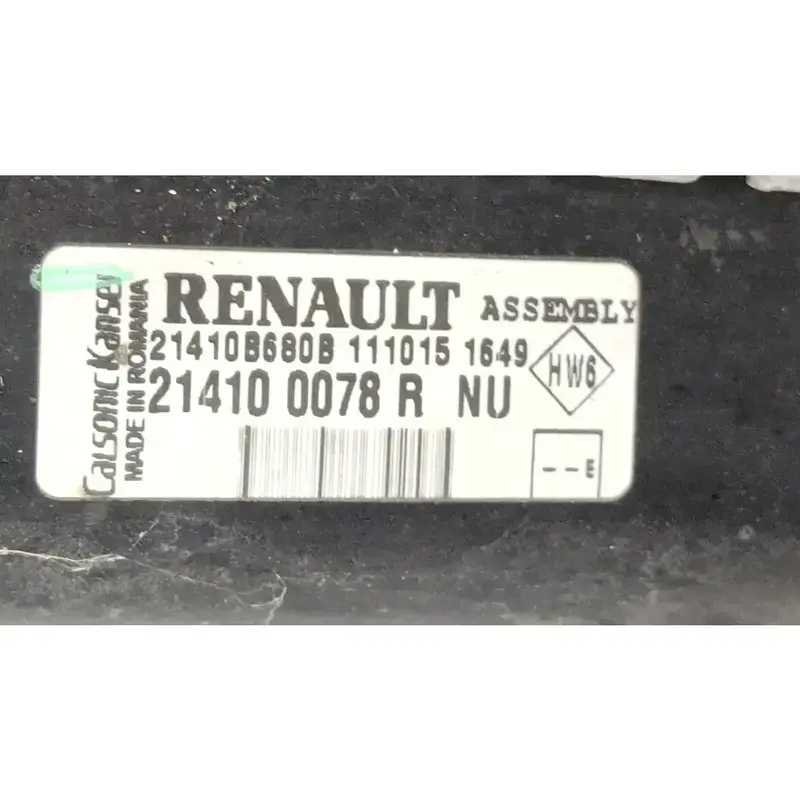 RENAULT ASSEMBLY
21410B680B 111015 1649
21410 0078 R NU
HW6
--E
Calsonic Kansei
MADE IN ROMANIA